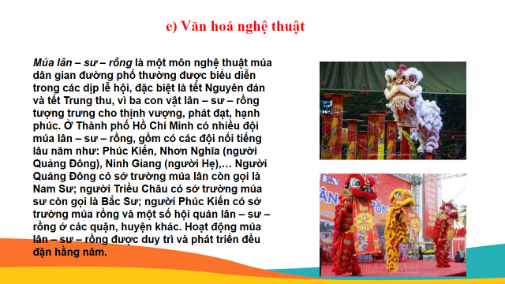 e) Văn hoá nghệ thuật
Múa lân – sư – rồng là một môn nghệ thuật múa
dân gian đường phố thường được biểu diễn
trong các dịp lễ hội, đặc biệt là tết Nguyên đán
và tết Trung thu, vì ba con vật lân – sư – rồng
tượng trưng cho thịnh vượng, phát đạt, hạnh
phúc. Ở Thành phố Hồ Chí Minh có nhiều đội
múa lân – sư – rồng, gồm có các đội nổi tiếng
lâu năm như: Phúc Kiến, Nhơn Nghĩa (người
Quảng Đông), Ninh Giang (người Hẹ),... Người
Quảng Đông có sở trường múa lân còn gọi là
Nam Sư; người Triều Châu có sở trường múa
sư còn gọi là Bắc Sư; người Phúc Kiến có sở
trường múa rồng và một số hội quán lân – sư –
rồng ở các quận, huyện khác. Hoạt động múa
lân – sư – rồng được duy trì và phát triển đều
đặn hằng năm.